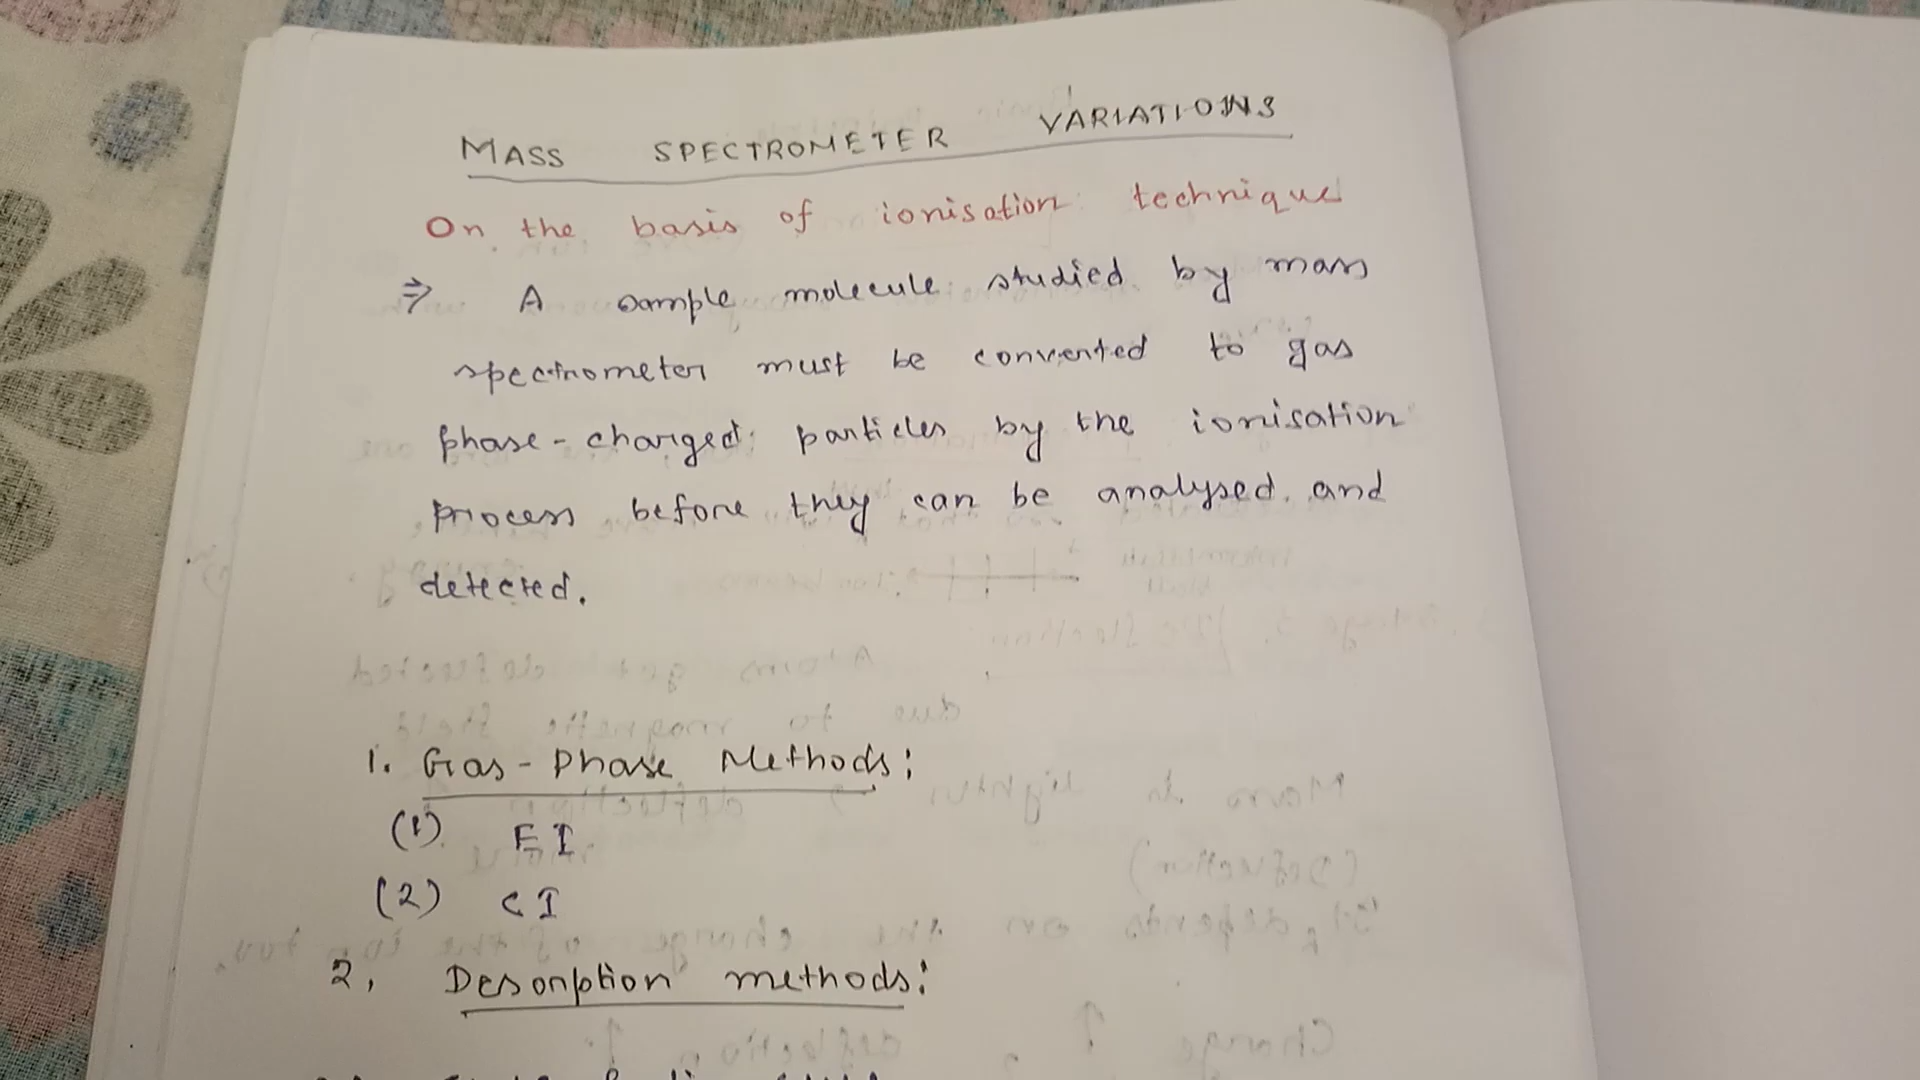 MASS SPECTROMETER VARIATIONS
On the basis of ionisation technique
⇒ A sample molecule studied by mass
spectrometer must be converted to gas
phase-charged particles by the ionisation
process before they can be analysed and
detected.
1. Gas-Phase Methods:
(1) EI
(2) CI
2. Desorption methods: